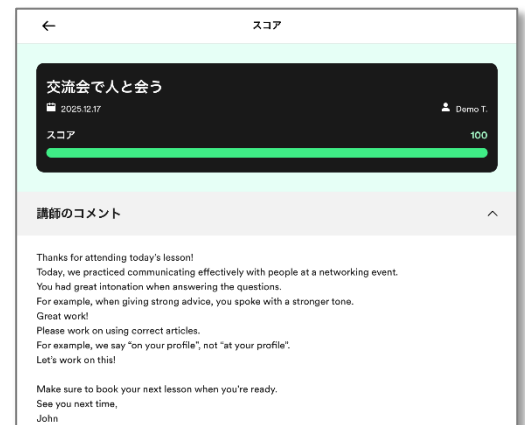 スコア
交流会で人と会う
2025.12.17
Demo T.
スコア
100
講師のコメント
Thanks for attending today's lesson!
Today, we practiced communicating effectively with people at a networking event.
You had great intonation when answering the questions.
For example, when giving strong advice, you spoke with a stronger tone.
Great work!
Please work on using correct articles.
For example, we say “on your profile”, not “at your profile”.
Let's work on this!
Make sure to book your next lesson when you're ready.
See you next time,
John